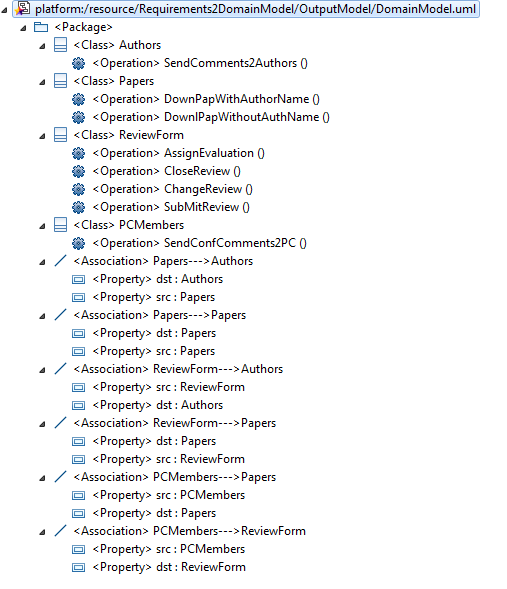 platform:/resource/Requirements2DomainModel/OutputModel/DomainModel.uml
<Package>
<Class> Authors
<Operation> SendComments2Authors ()
<Class> Papers
<Operation> DownPapWithAuthorName ()
<Operation> DownlPapWithoutAuthName ()
<Class> ReviewForm
<Operation> AssignEvaluation ()
<Operation> CloseReview ()
<Operation> ChangeReview ()
<Operation> SubMitReview ()
<Class> PCMembers
<Operation> SendConfComments2PC ()
<Association> Papers--->Authors
<Property> dst : Authors
<Property> src : Papers
<Association> Papers--->Papers
<Property> dst : Papers
<Property> src : Papers
<Association> ReviewForm--->Authors
<Property> src : ReviewForm
<Property> dst : Authors
<Association> ReviewForm--->Papers
<Property> dst : Papers
<Property> src : ReviewForm
<Association> PCMembers--->Papers
<Property> src : PCMembers
<Property> dst : Papers
<Association> PCMembers--->ReviewForm
<Property> src : PCMembers
<Property> dst : ReviewForm